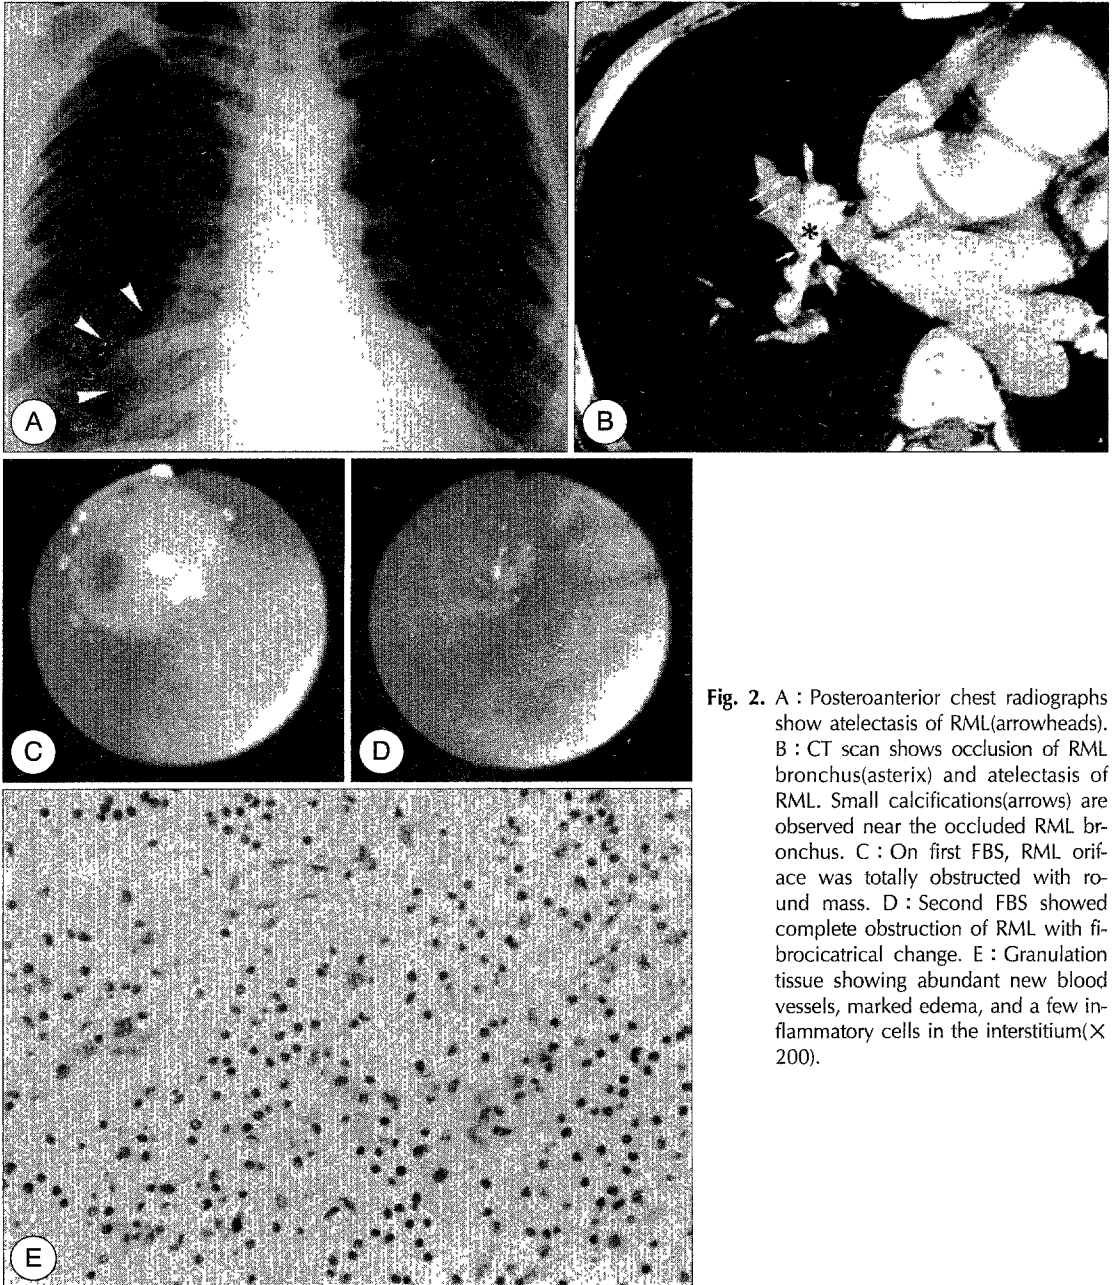 A
B
C
D
E
Fig. 2. A : Posteroanterior chest radiographs
show atelectasis of RML(arrowheads).
B : CT scan shows occlusion of RML
bronchus(asterix) and atelectasis of
RML. Small calcifications(arrows) are
observed near the occluded RML br-
onchus. C : On first FBS, RML orif-
ace was totally obstructed with ro-
und mass. D : Second FBS showed
complete obstruction of RML with fi-
brocicatrical change. E : Granulation
tissue showing abundant new blood
vessels, marked edema, and a few in-
flammatory cells in the interstitium(×
200).